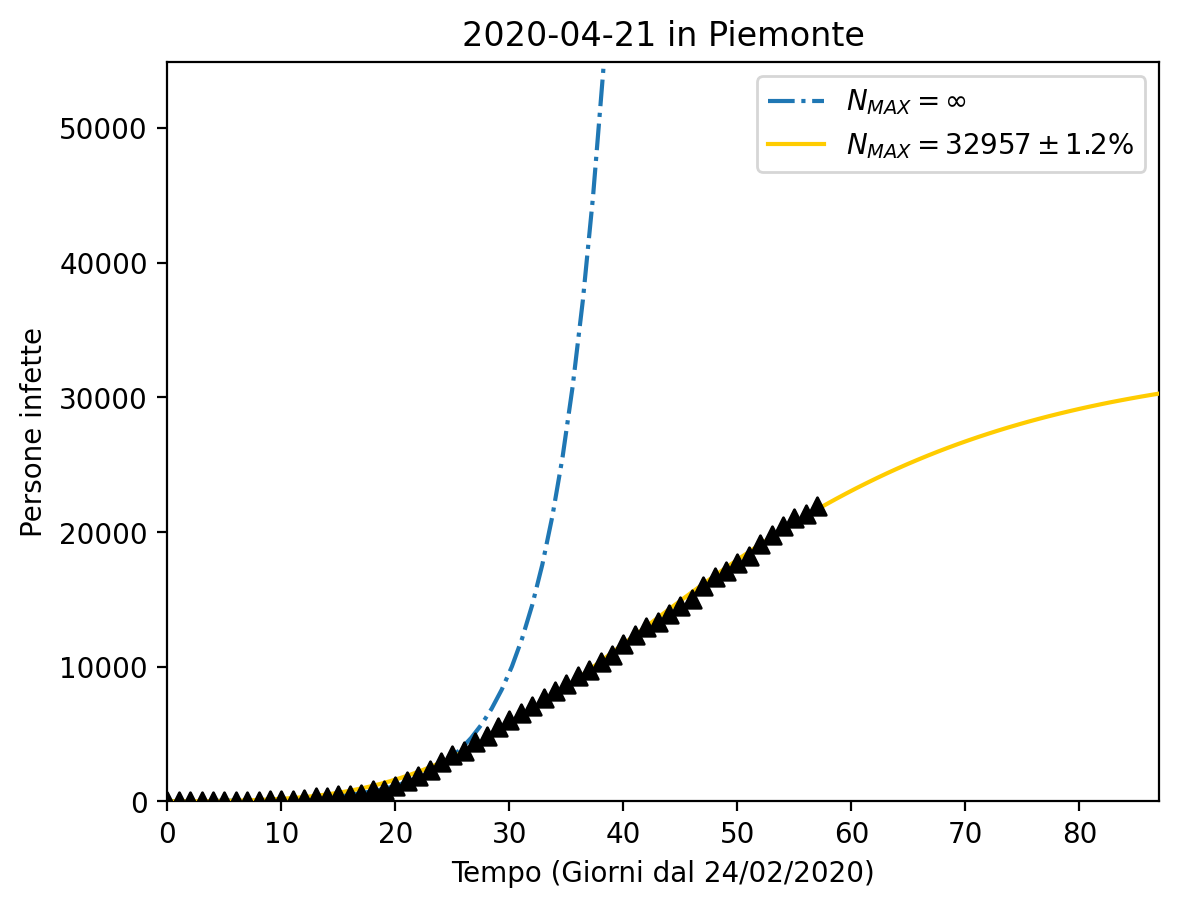 2020-04-21 in Piemonte
N_MAX = ∞
N_MAX = 32957 ± 1.2%
Persone infette
50000
40000
30000
20000
10000
0
0 10 20 30 40 50 60 70 80
Tempo (Giorni dal 24/02/2020)